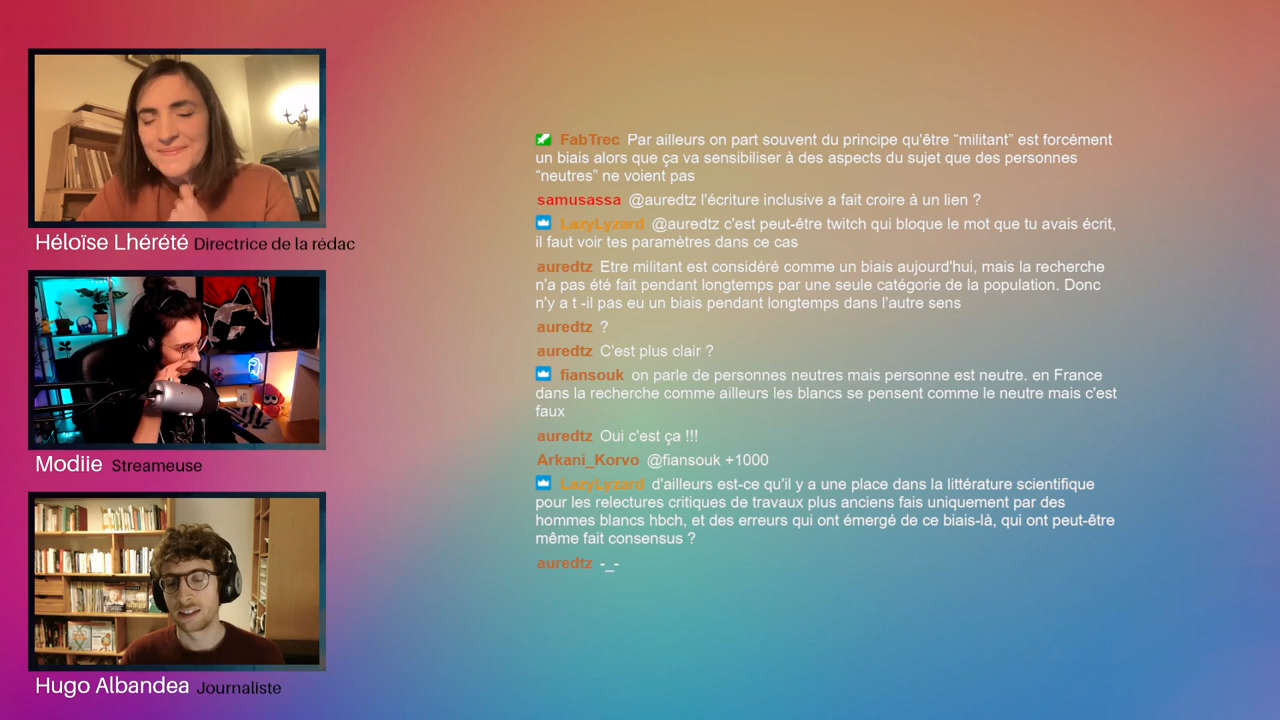 Héloïse Lhérété Directrice de la rédac
Modiie Streameuse
Hugo Albandea Journaliste
FabTrec Par ailleurs on part souvent du principe qu'être “militant” est forcément
un biais alors que ça va sensibiliser à des aspects du sujet que des personnes
“neutres” ne voient pas
samusassa @auredtz l'écriture inclusive a fait croire à un lien ?
LazyLyzard @auredtz c'est peut-être twitch qui bloque le mot que tu avais écrit,
il faut voir tes paramètres dans ce cas
auredtz Etre militant est considéré comme un biais aujourd'hui, mais la recherche
n'a pas été fait pendant longtemps par une seule catégorie de la population. Donc
n'y a t -il pas eu un biais pendant longtemps dans l'autre sens
auredtz ?
auredtz C'est plus clair ?
fiansouk on parle de personnes neutres mais personne est neutre. en France
dans la recherche comme ailleurs les blancs se pensent comme le neutre mais c'est
faux
auredtz Oui c'est ça !!!
Arkani_Korvo @fiansouk +1000
LazyLyzard d'ailleurs est-ce qu'il y a une place dans la littérature scientifique
pour les relectures critiques de travaux plus anciens fais uniquement par des
hommes blancs hbch, et des erreurs qui ont émergé de ce biais-là, qui ont peut-être
même fait consensus ?
auredtz -_-